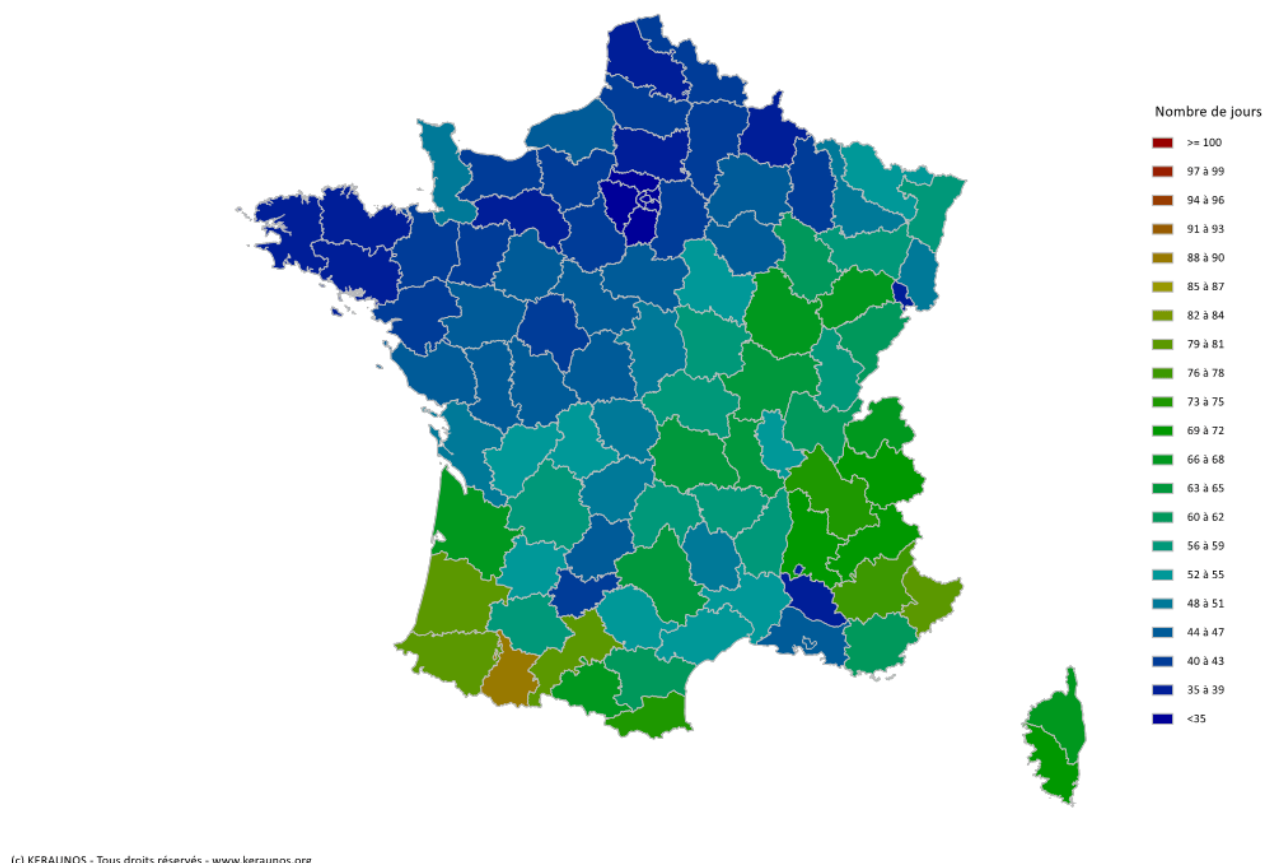 Nombre de jours
>= 100
97 à 99
94 à 96
91 à 93
88 à 90
85 à 87
82 à 84
79 à 81
76 à 78
73 à 75
69 à 72
66 à 68
63 à 65
60 à 62
56 à 59
52 à 55
48 à 51
44 à 47
40 à 43
35 à 39
<35
(c) KERAUNOS - Tous droits réservés - www.keraunos.org